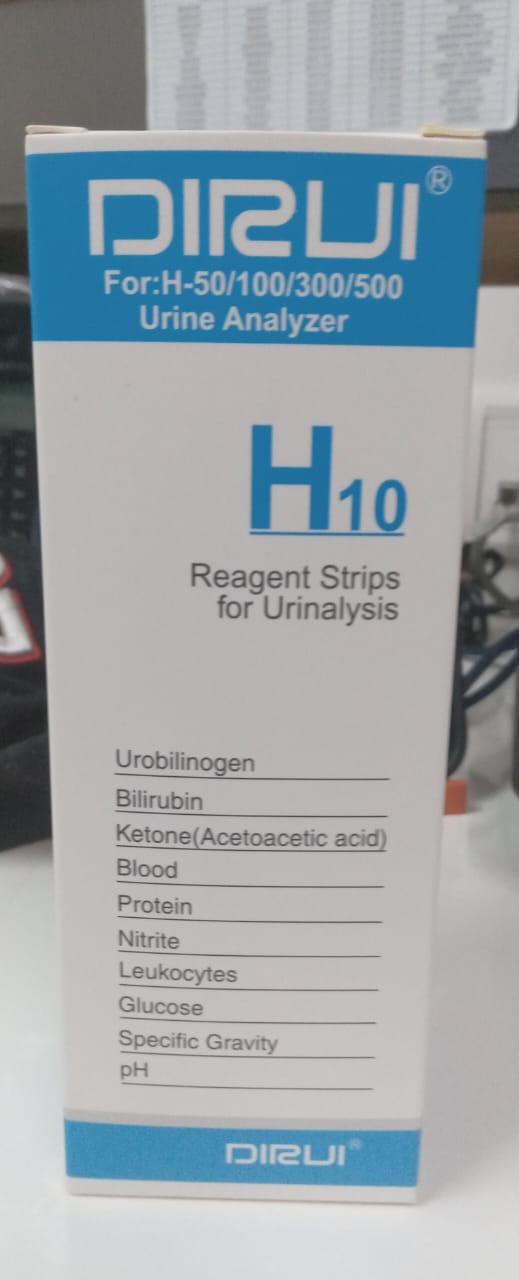 DIRUI®
For:H-50/100/300/500
Urine Analyzer
H10
Reagent Strips
for Urinalysis
Urobilinogen
Bilirubin
Ketone(Acetoacetic acid)
Blood
Protein
Nitrite
Leukocytes
Glucose
Specific Gravity
pH
DIRUI®